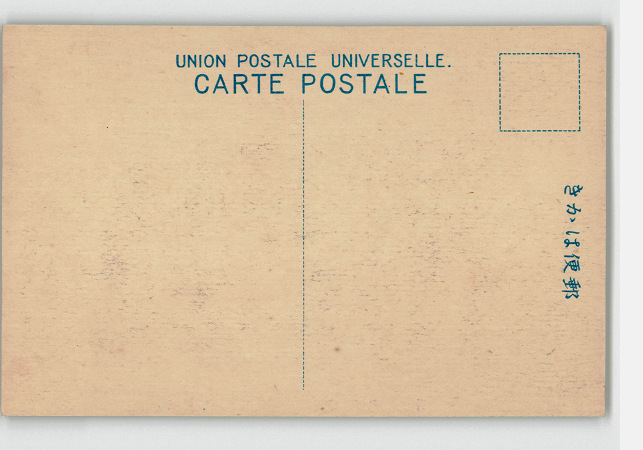 UNION POSTALE UNIVERSELLE.
CARTE POSTALE
きかは便郵